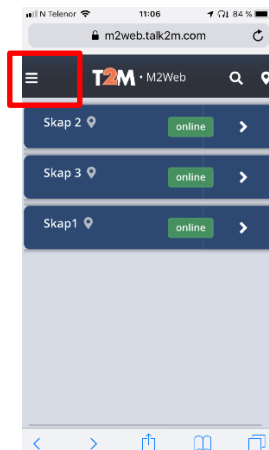 N Telenor 11:06 84 %
m2web.talk2m.com
T2M · M2Web
Skap 2 online
Skap 3 online
Skap1 online